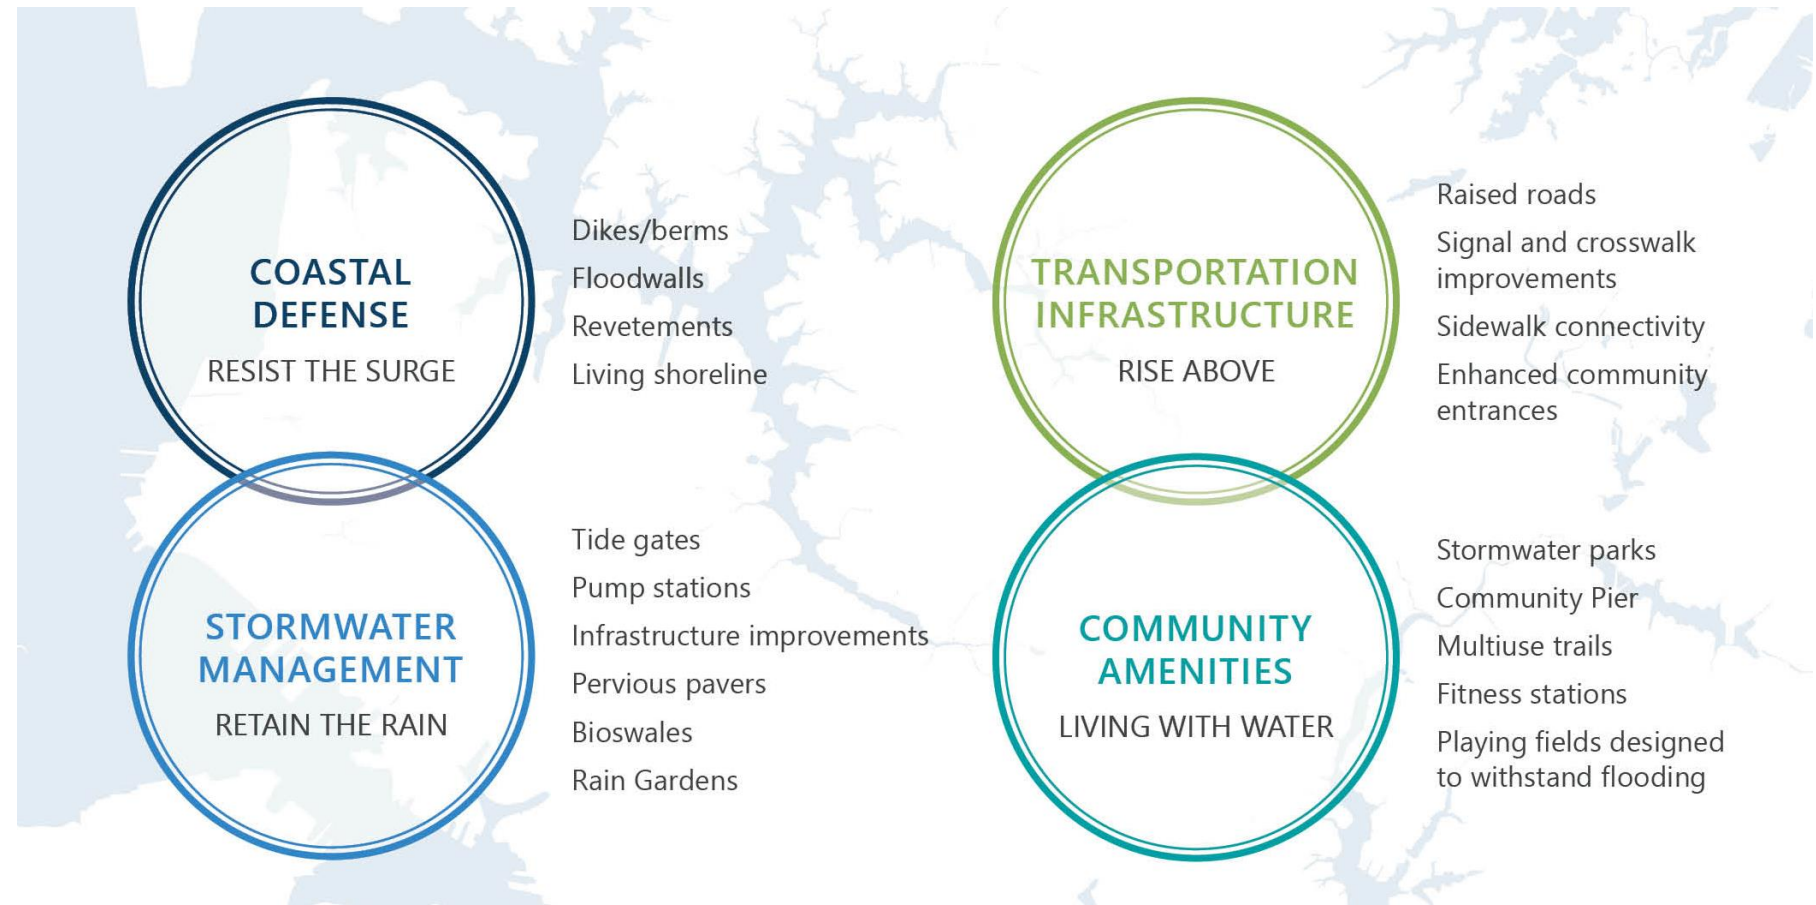 COASTAL
DEFENSE
RESIST THE SURGE
Dikes/berms
Floodwalls
Revetements
Living shoreline
STORMWATER
MANAGEMENT
RETAIN THE RAIN
Tide gates
Pump stations
Infrastructure improvements
Pervious pavers
Bioswales
Rain Gardens
TRANSPORTATION
INFRASTRUCTURE
RISE ABOVE
Raised roads
Signal and crosswalk
improvements
Sidewalk connectivity
Enhanced community
entrances
COMMUNITY
AMENITIES
LIVING WITH WATER
Stormwater parks
Community Pier
Multiuse trails
Fitness stations
Playing fields designed
to withstand flooding